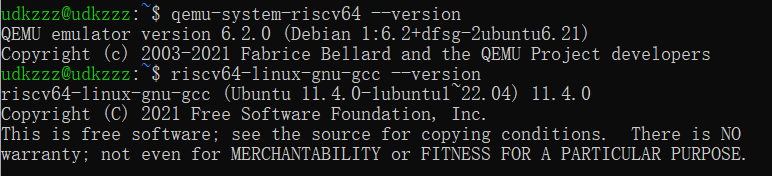 udkzzz@udkzzz:~$ qemu-system-riscv64 --version
QEMU emulator version 6.2.0 (Debian 1:6.2+dfsg-2ubuntu6.21)
Copyright (c) 2003-2021 Fabrice Bellard and the QEMU Project developers
udkzzz@udkzzz:~$ riscv64-linux-gnu-gcc --version
riscv64-linux-gnu-gcc (Ubuntu 11.4.0-1ubuntu1~22.04) 11.4.0
Copyright (C) 2021 Free Software Foundation, Inc.
This is free software; see the source for copying conditions.  There is NO
warranty; not even for MERCHANTABILITY or FITNESS FOR A PARTICULAR PURPOSE.